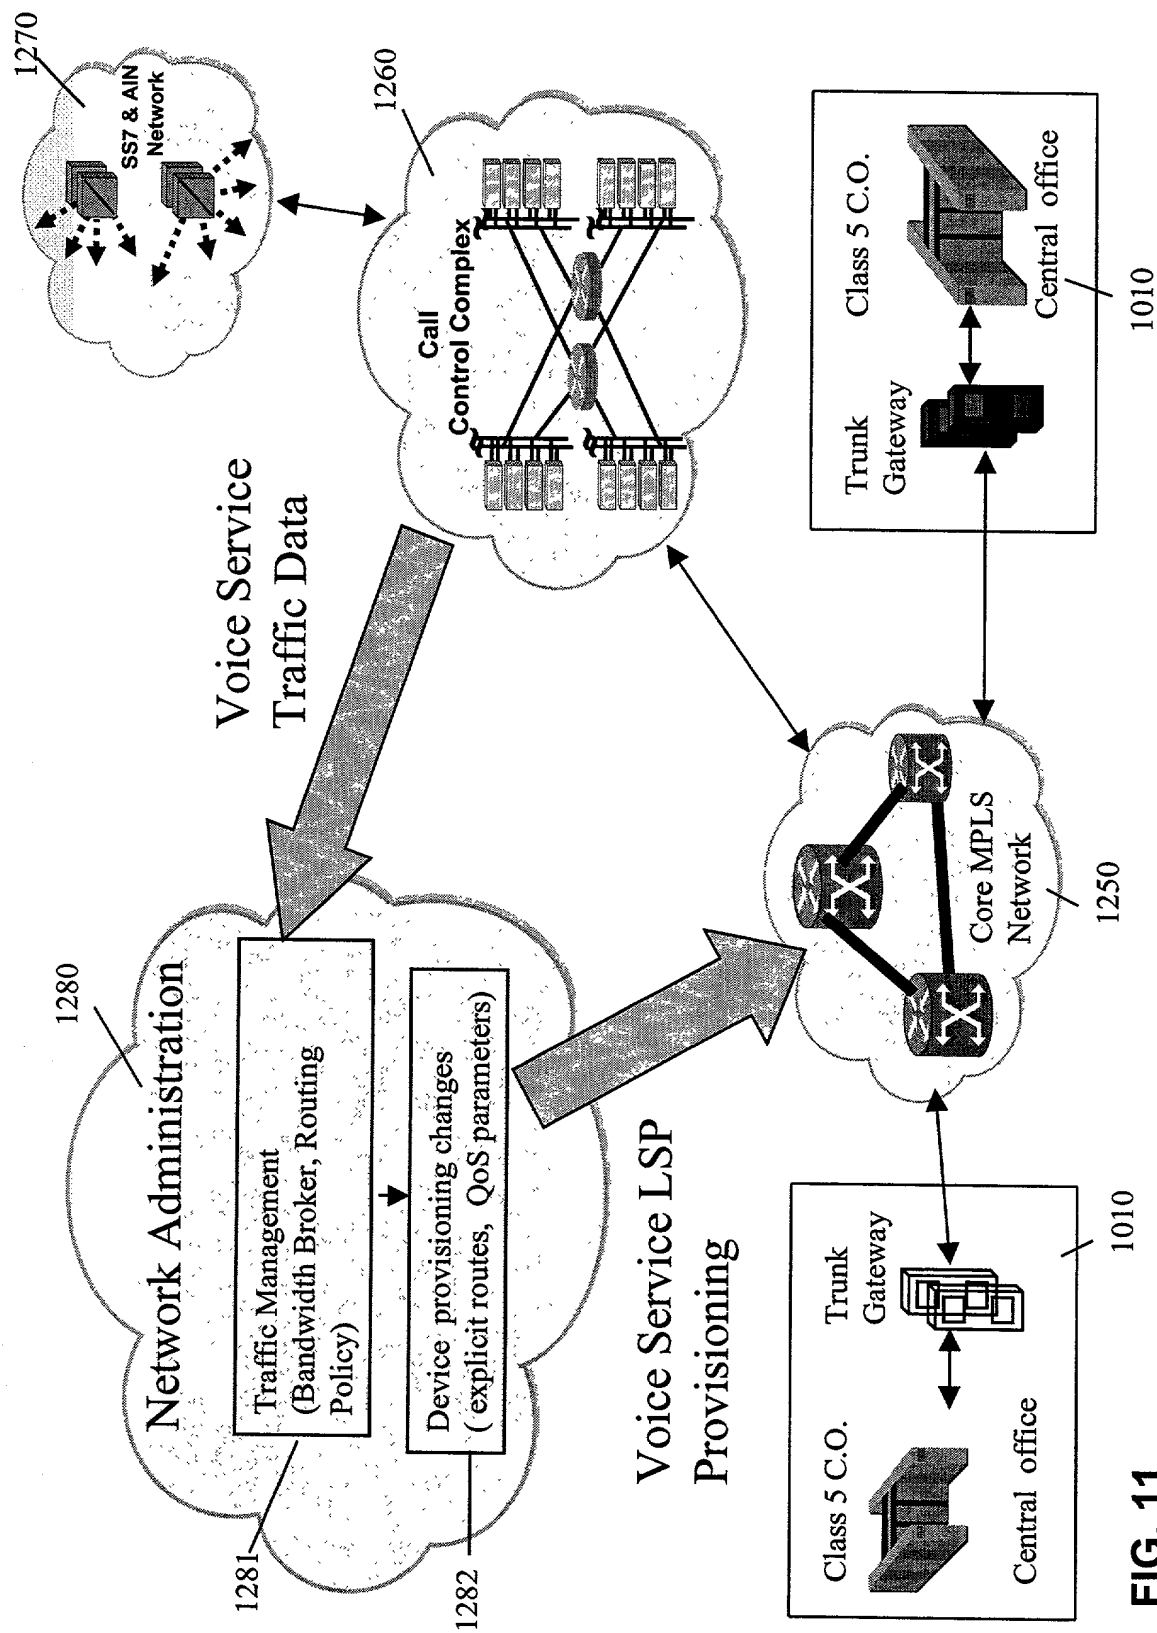 1270
SS7 & AIN
Network
1260
Call
Control Complex
Voice Service
Traffic Data
1280
Network Administration
Traffic Management
(Bandwidth Broker, Routing
Policy)
Device provisioning changes
( explicit routes, QoS parameters)
1281
1282
Voice Service LSP
Provisioning
Core MPLS
Network
1250
Class 5 C.O.
Trunk
Gateway
Central office
1010
Trunk
Gateway
Class 5 C.O.
Central office
1010
FIG. 11